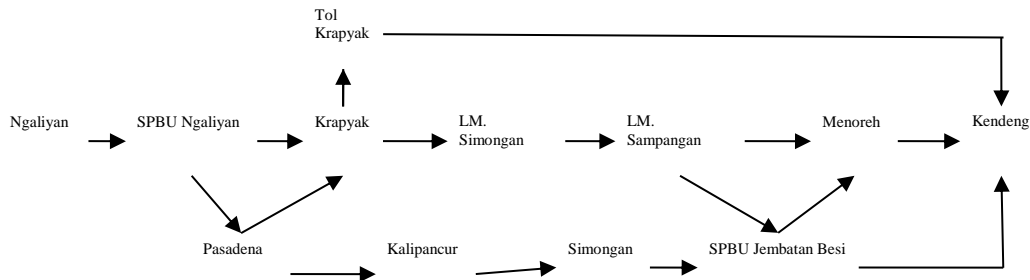 Tol
Krapyak
Ngaliyan
SPBU Ngaliyan
Krapyak
LM.
Simongan
LM.
Sampangan
Menoreh
Kendeng
Pasadena
Kalipancur
Simongan
SPBU Jembatan Besi